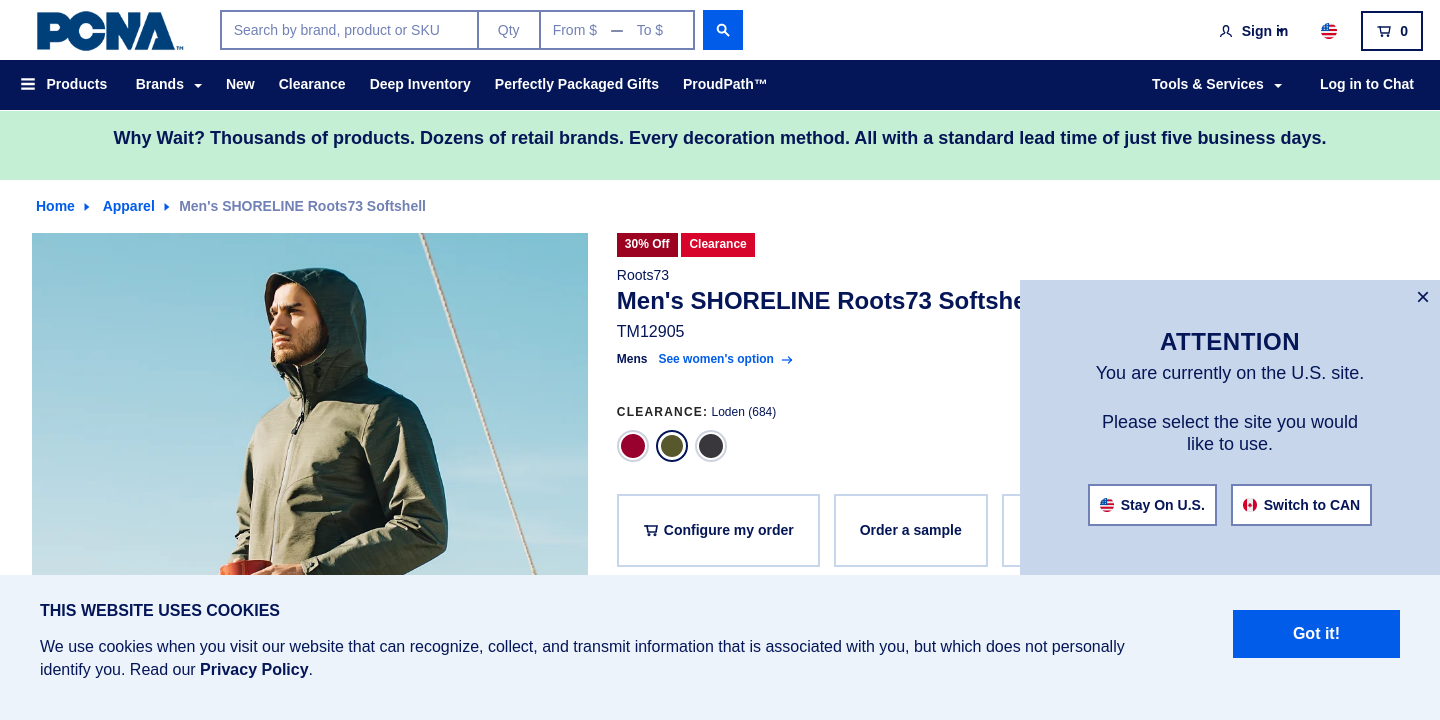 PCNA™
Search by brand, product or SKU
Qty
From $ — To $
Sign in
0
Products
Brands
New
Clearance
Deep Inventory
Perfectly Packaged Gifts
ProudPath™
Tools & Services
Log in to Chat
Why Wait? Thousands of products. Dozens of retail brands. Every decoration method. All with a standard lead time of just five business days.
Home
Apparel
Men's SHORELINE Roots73 Softshell
30% Off
Clearance
Roots73
Men's SHORELINE Roots73 Softshe
TM12905
Mens
See women's option
CLEARANCE: Loden (684)
Configure my order
Order a sample
×
ATTENTION
You are currently on the U.S. site.
Please select the site you would
like to use.
Stay On U.S.
Switch to CAN
THIS WEBSITE USES COOKIES
We use cookies when you visit our website that can recognize, collect, and transmit information that is associated with you, but which does not personally
identify you. Read our Privacy Policy.
Got it!